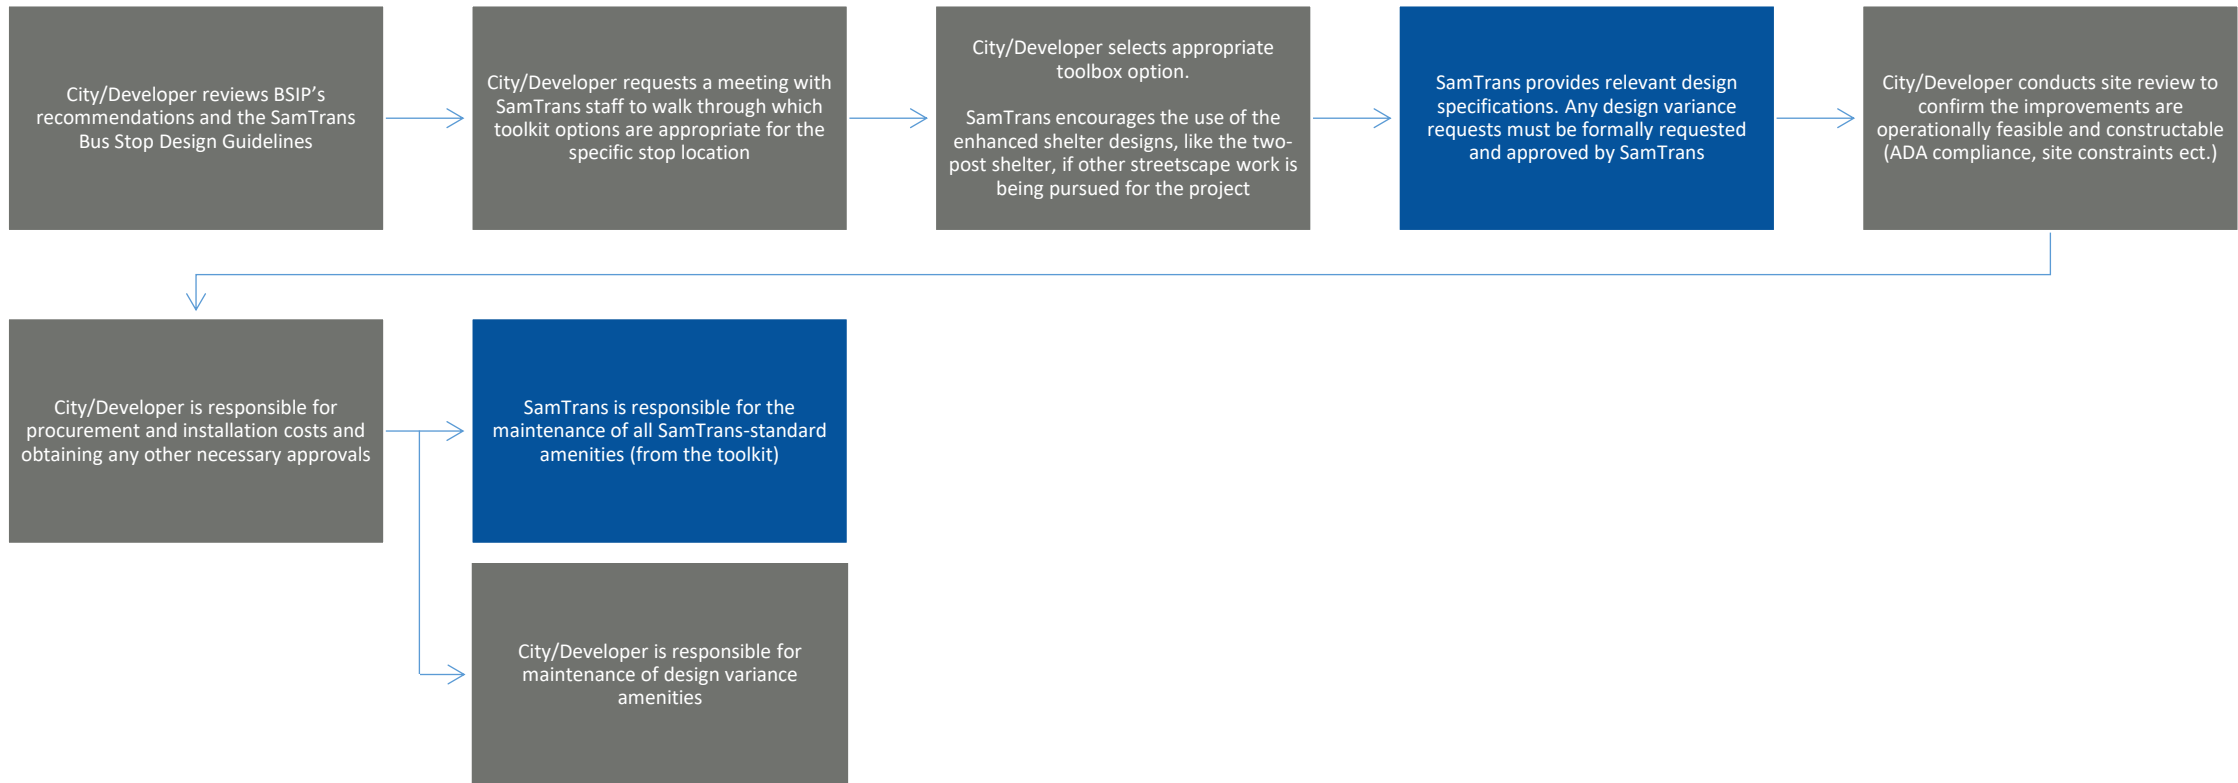 City/Developer reviews BSIP’s
recommendations and the SamTrans
Bus Stop Design Guidelines
City/Developer requests a meeting with
SamTrans staff to walk through which
toolkit options are appropriate for the
specific stop location
City/Developer selects appropriate
toolbox option.
SamTrans encourages the use of the
enhanced shelter designs, like the two-
post shelter, if other streetscape work is
being pursued for the project
SamTrans provides relevant design
specifications. Any design variance
requests must be formally requested
and approved by SamTrans
City/Developer conducts site review to
confirm the improvements are
operationally feasible and constructable
(ADA compliance, site constraints ect.)
City/Developer is responsible for
procurement and installation costs and
obtaining any other necessary approvals
SamTrans is responsible for the
maintenance of all SamTrans-standard
amenities (from the toolkit)
City/Developer is responsible for
maintenance of design variance
amenities